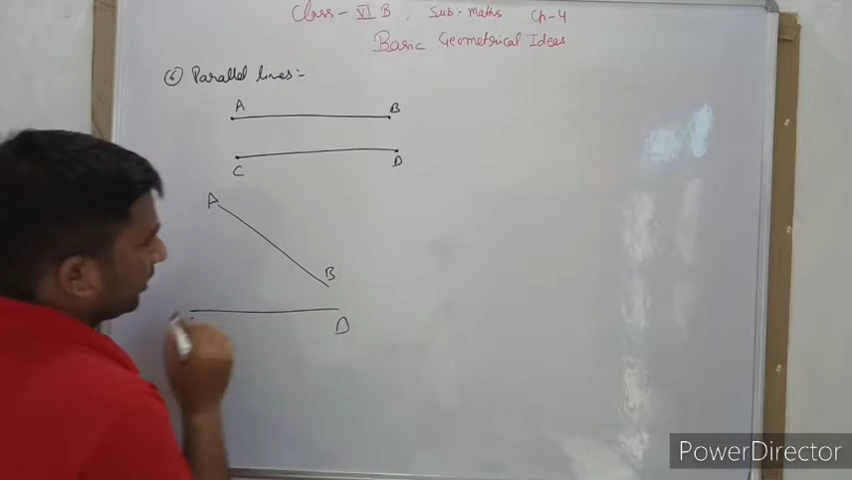 Class - VI B, Sub - Maths Ch-4
Basic Geometrical Ideas
⑥ Parallel lines:-
A B
C D
A
B
D
PowerDirector